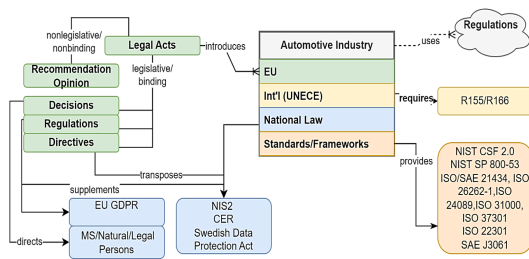 nonlegislative/
nonbinding
Legal Acts
introduces
Automotive Industry
uses
Regulations
legislative/
binding
Recommendation
Opinion
EU
Decisions
Int'l (UNECE)
requires
R155/R166
Regulations
National Law
Directives
Standards/Frameworks
provides
transposes
supplements
EU GDPR
directs
MS/Natural/Legal
Persons
NIS2
CER
Swedish Data
Protection Act
NIST CSF 2.0
NIST SP 800-53
ISO/SAE 21434, ISO
26262-1,ISO
24089,ISO 31000,
ISO 37301
ISO 22301
SAE J3061